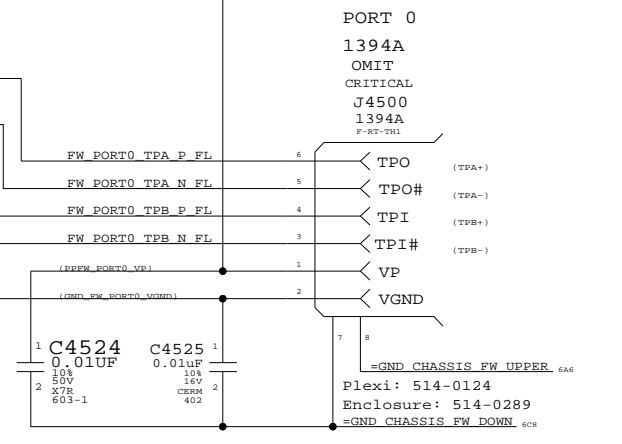 PORT 0
1394A
OMIT
CRITICAL
J4500
1394A
F-RT-TH1
FW_PORT0_TPA_P_FL 6 TPO (TPA+)
FW_PORT0_TPA_N_FL 5 TPO# (TPA-)
FW_PORT0_TPB_P_FL 4 TPI (TPB+)
FW_PORT0_TPB_N_FL 3 TPI# (TPB-)
(PPFW_PORT0_VP) 1 VP
(GND_FW_PORT0_VGND) 2 VGND
7 8
1 C4524
0.01UF
10%
50V
2 X7R
603-1
C4525 1
0.01uF
10%
16V
CERM 2
402
=GND_CHASSIS_FW_UPPER 6A6
Plexi: 514-0124
Enclosure: 514-0289
=GND_CHASSIS_FW_DOWN 6C8